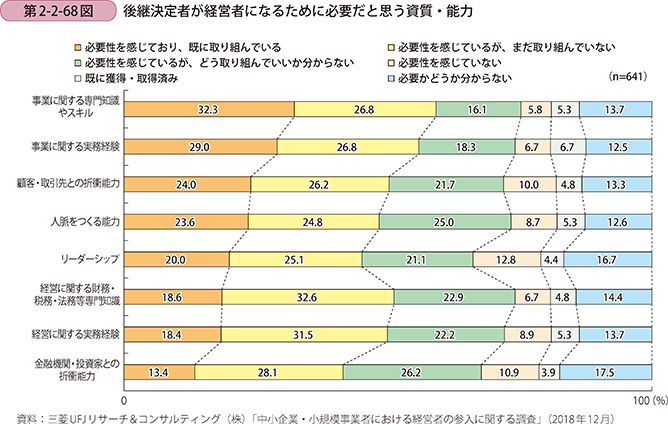 第2-2-68図 後継決定者が経営者になるために必要だと思う資質・能力
必要性を感じており、既に取り組んでいる 必要性を感じているが、まだ取り組んでいない
必要性を感じているが、どう取り組んでいいか分からない 必要性を感じていない
既に獲得・取得済み 必要かどうか分からない (n=641)
事業に関する専門知識
やスキル
32.3 26.8 16.1 5.8 5.3 13.7
事業に関する実務経験
29.0 26.8 18.3 6.7 6.7 12.5
顧客・取引先との折衝能力
24.0 26.2 21.7 10.0 4.8 13.3
人脈をつくる能力
23.6 24.8 25.0 8.7 5.3 12.6
リーダーシップ
20.0 25.1 21.1 12.8 4.4 16.7
経営に関する財務・
税務・法務等専門知識
18.6 32.6 22.9 6.7 4.8 14.4
経営に関する実務経験
18.4 31.5 22.2 8.9 5.3 13.7
金融機関・投資家との
折衝能力
13.4 28.1 26.2 10.9 3.9 17.5
0 100 (%)
資料：三菱UFJリサーチ＆コンサルティング（株）「中小企業・小規模事業者における経営者の参入に関する調査」（2018年12月）